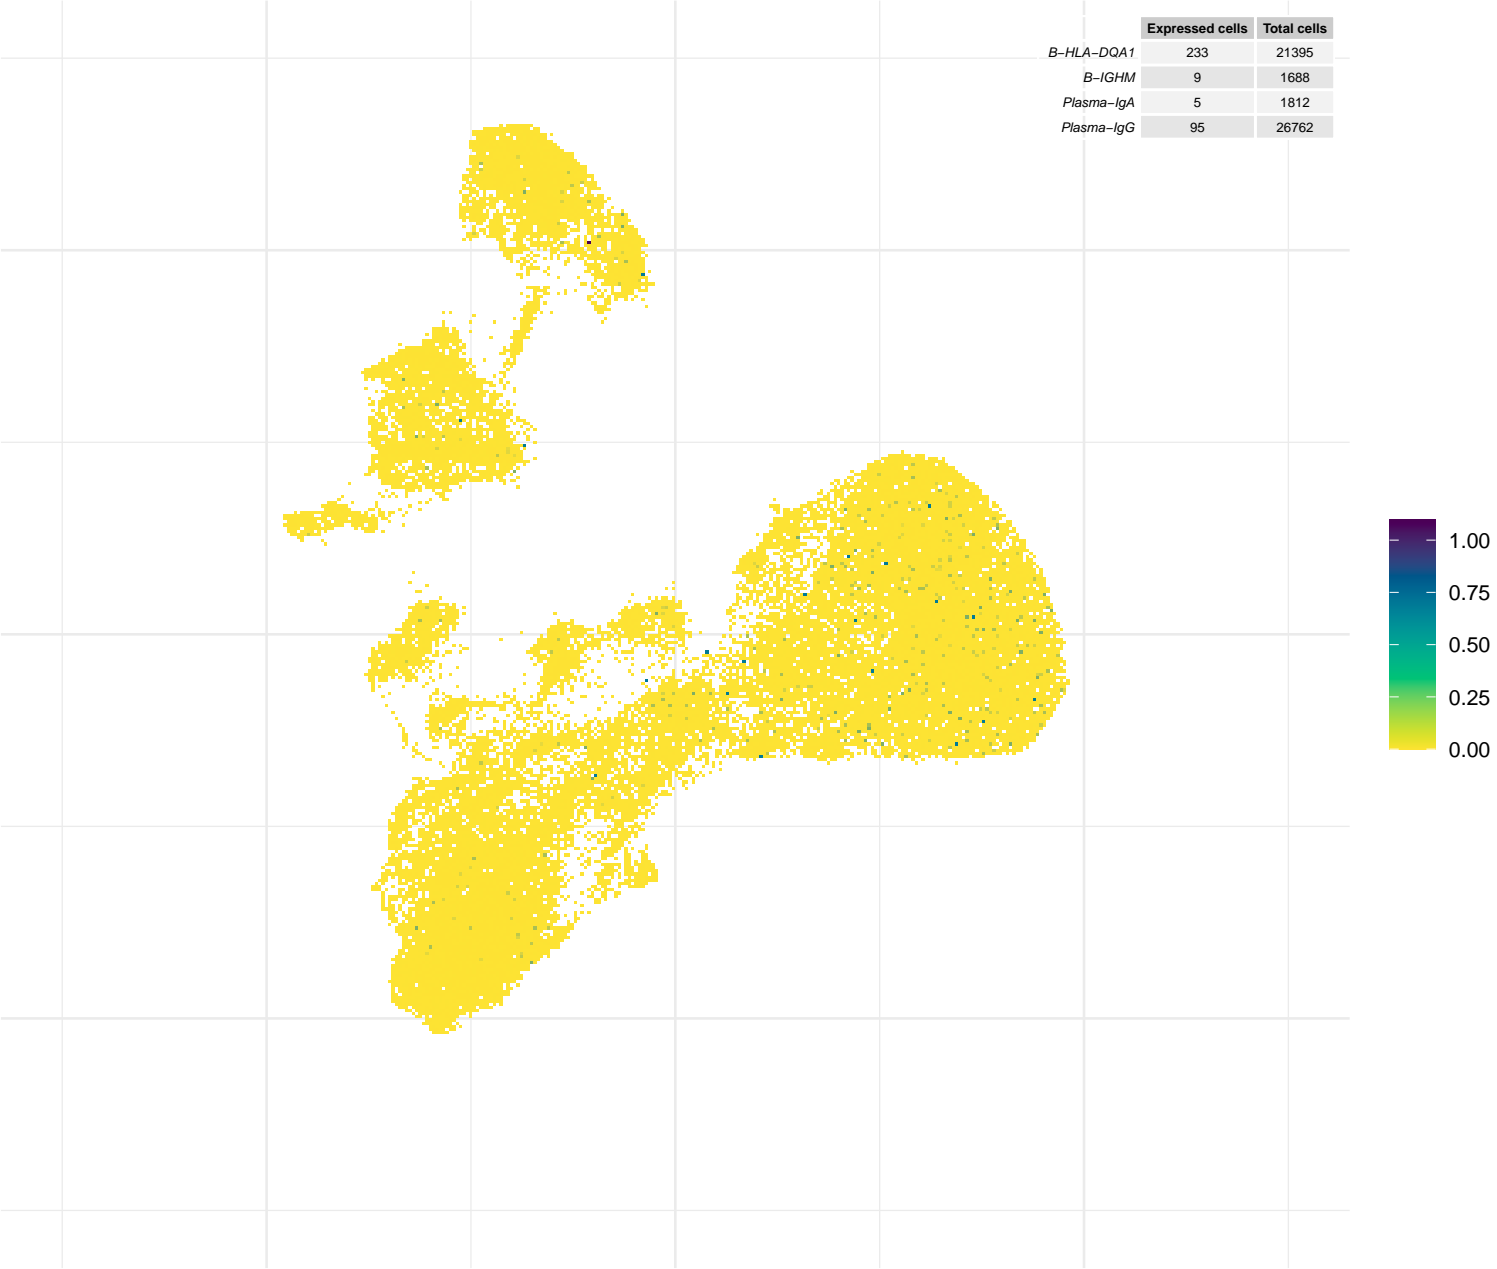 Expressed cells Total cells
B−HLA−DQA1 233 21395
B−IGHM 9 1688
Plasma−IgA 5 1812
Plasma−IgG 95 26762
1.00
0.75
0.50
0.25
0.00